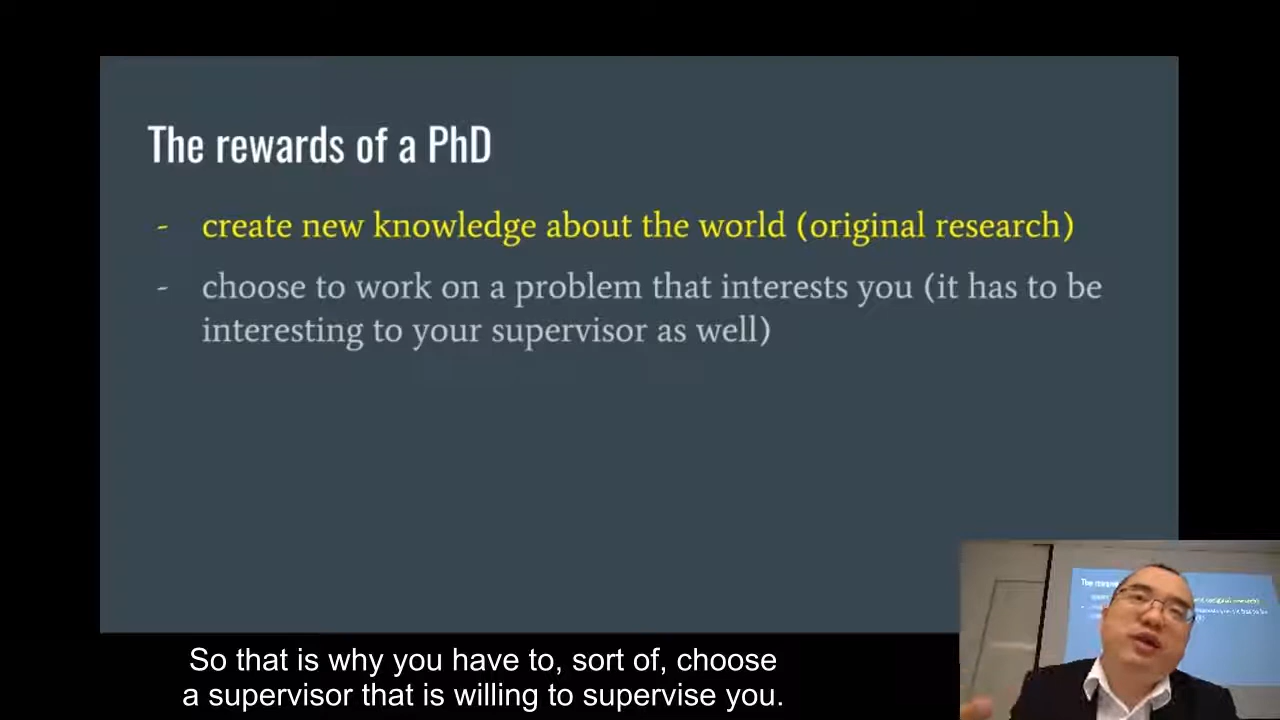 The rewards of a PhD
- create new knowledge about the world (original research)
- choose to work on a problem that interests you (it has to be
interesting to your supervisor as well)
So that is why you have to, sort of, choose
a supervisor that is willing to supervise you.